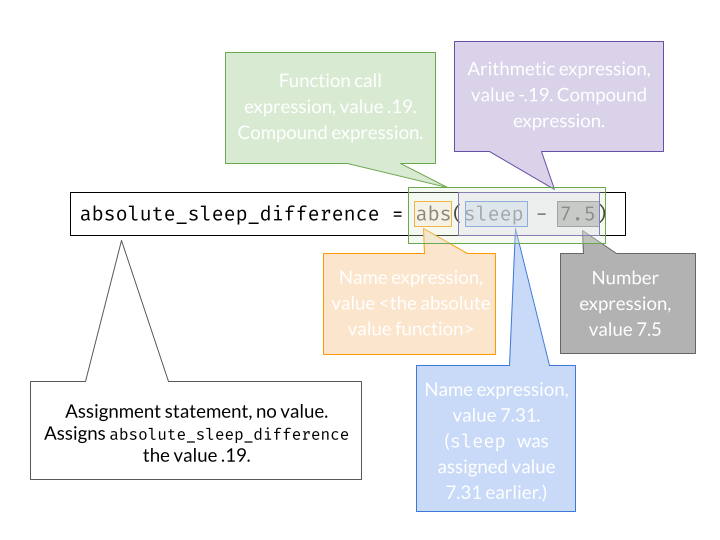 Function call
expression, value .19.
Compound expression.
Arithmetic expression,
value -.19. Compound
expression.
absolute_sleep_difference = abs(sleep - 7.5)
Name expression,
value <the absolute
value function>
Number
expression,
value 7.5
Name expression,
value 7.31.
(sleep was
assigned value
7.31 earlier.)
Assignment statement, no value.
Assigns absolute_sleep_difference
the value .19.